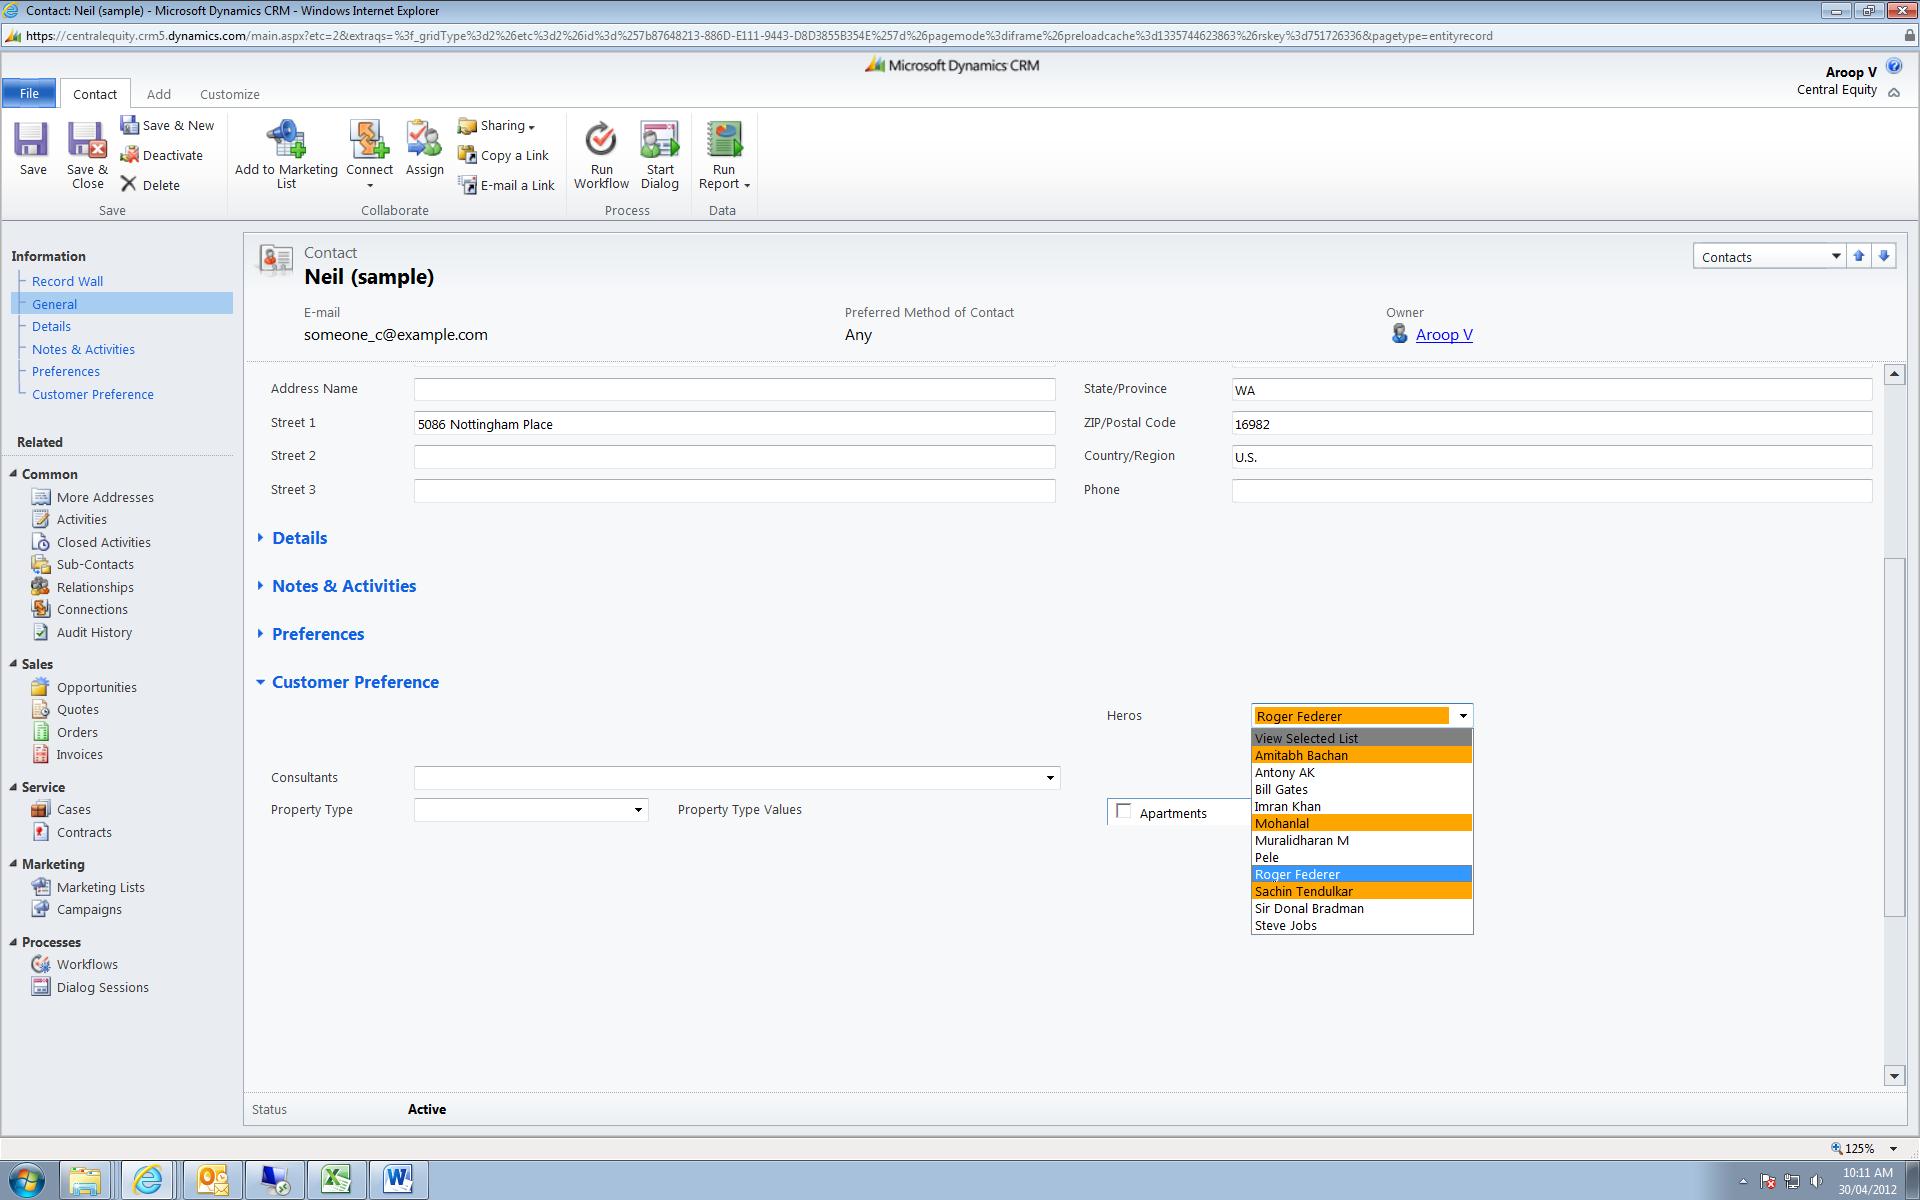 Contact: Neil (sample) - Microsoft Dynamics CRM - Windows Internet Explorer
https://centralequity.crm5.dynamics.com/main.aspx?etc=2&extraqs=%3f_gridType%3d2%26etc%3d2%26id%3d%257b87648213-886D-E111-9443-D8D3855B354E%257d%26pagemode%3diframe%26preloadcache%3d1335744623863%26rskey%3d751726336&pagetype=entityrecord
Microsoft Dynamics CRM
Aroop V
Central Equity
File
Contact
Add
Customize
Save
Save & Close
Save & New
Deactivate
Delete
Save
Add to Marketing List
Connect
Assign
Sharing
Copy a Link
E-mail a Link
Collaborate
Run Workflow
Start Dialog
Process
Run Report
Data
Information
Record Wall
General
Details
Notes & Activities
Preferences
Customer Preference
Related
Common
More Addresses
Activities
Closed Activities
Sub-Contacts
Relationships
Connections
Audit History
Sales
Opportunities
Quotes
Orders
Invoices
Service
Cases
Contracts
Marketing
Marketing Lists
Campaigns
Processes
Workflows
Dialog Sessions
Contact
Neil (sample)
Contacts
E-mail
someone_c@example.com
Preferred Method of Contact
Any
Owner
Aroop V
Address Name
State/Province
WA
Street 1
5086 Nottingham Place
ZIP/Postal Code
16982
Street 2
Country/Region
U.S.
Street 3
Phone
Details
Notes & Activities
Preferences
Customer Preference
Heros
Roger Federer
View Selected List
Amitabh Bachan
Antony AK
Bill Gates
Imran Khan
Mohanlal
Muralidharan M
Pele
Roger Federer
Sachin Tendulkar
Sir Donal Bradman
Steve Jobs
Consultants
Property Type
Property Type Values
Apartments
Status
Active
125%
10:11 AM
30/04/2012